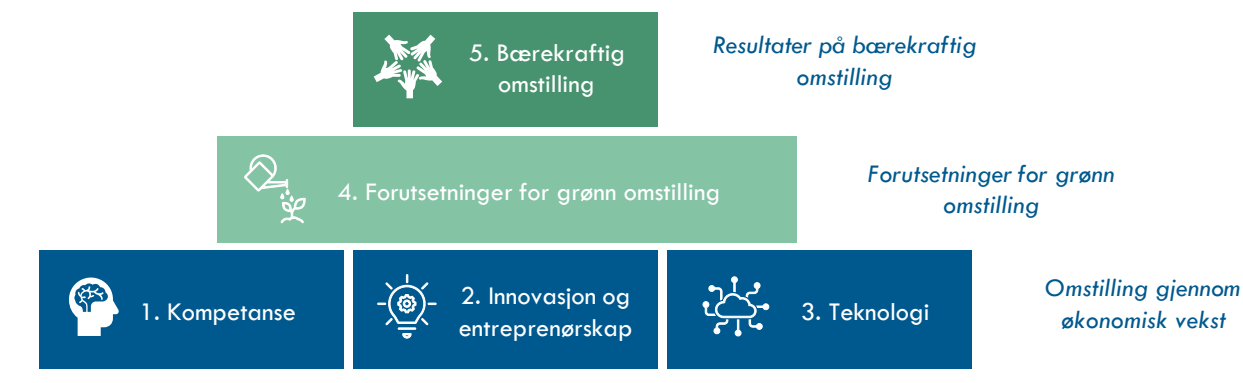 5. Bærekraftig
omstilling
Resultater på bærekraftig
omstilling
4. Forutsetninger for grønn omstilling
Forutsetninger for grønn
omstilling
1. Kompetanse
2. Innovasjon og
entreprenørskap
3. Teknologi
Omstilling gjennom
økonomisk vekst